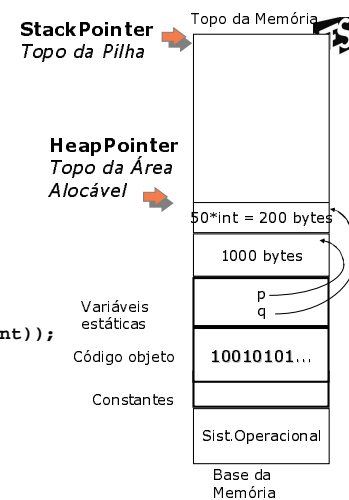 Topo da Memória
StackPointer
Topo da Pilha
HeapPointer
Topo da Área
Alocável
50*int = 200 bytes
1000 bytes
Variáveis
estáticas
p
q
nt));
Código objeto
10010101...
Constantes
Sist.Operacional
Base da
Memória